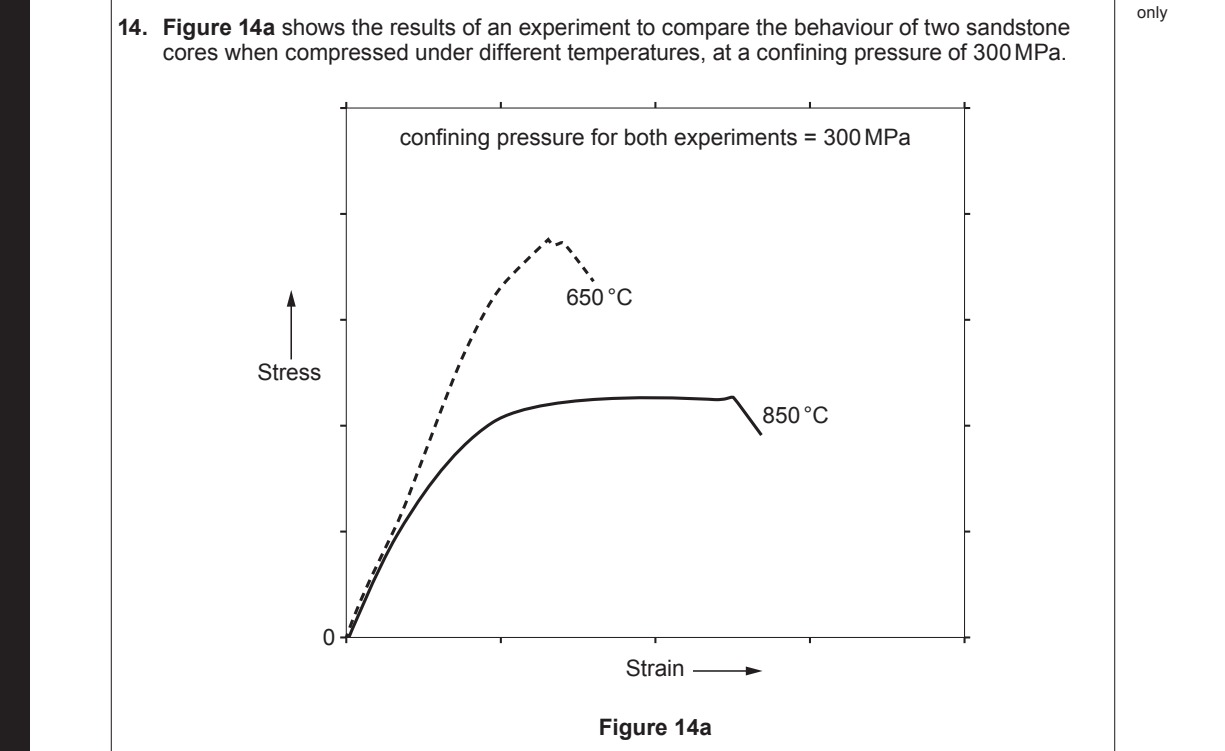 only
14. Figure 14a shows the results of an experiment to compare the behaviour of two sandstone
cores when compressed under different temperatures, at a confining pressure of 300 MPa.
confining pressure for both experiments = 300 MPa
650 °C
Stress
850 °C
0
Strain
Figure 14a